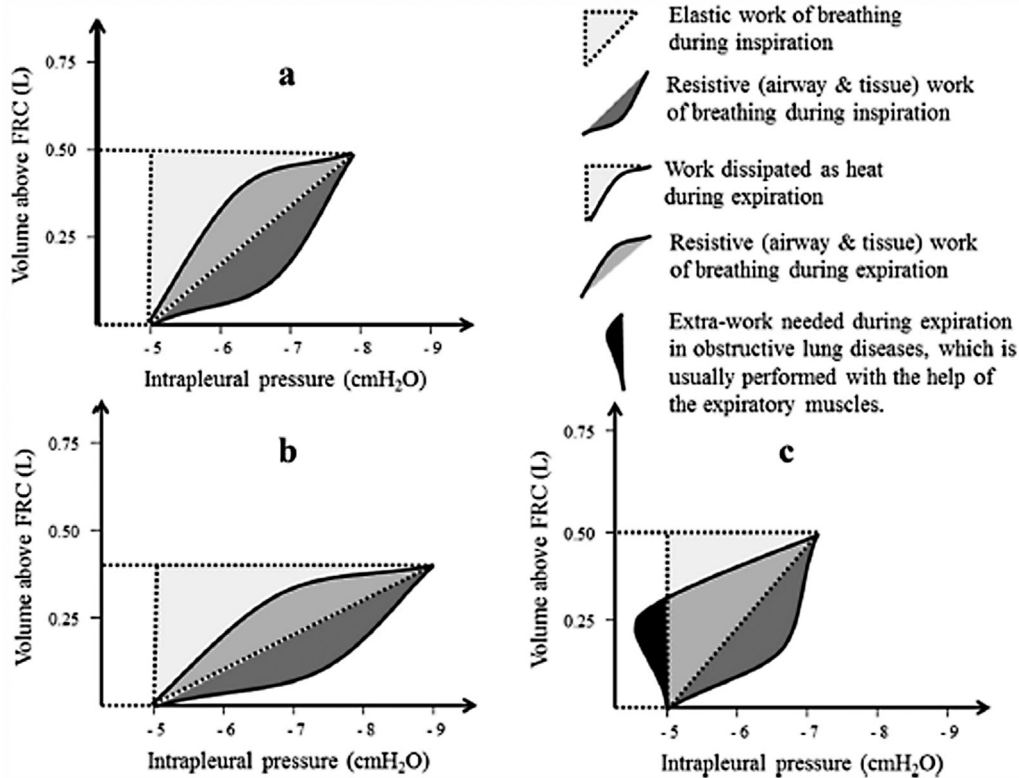 a
Volume above FRC (L)
0.75
0.50
0.25
-5 -6 -7 -8 -9
Intrapleural pressure (cmH₂O)
Elastic work of breathing
during inspiration
Resistive (airway & tissue) work
of breathing during inspiration
Work dissipated as heat
during expiration
Resistive (airway & tissue) work
of breathing during expiration
Extra-work needed during expiration
in obstructive lung diseases, which is
usually performed with the help of
the expiratory muscles.
b
Volume above FRC (L)
0.75
0.50
0.25
-5 -6 -7 -8 -9
Intrapleural pressure (cmH₂O)
c
Volume above FRC (L)
0.75
0.50
0.25
-5 -6 -7 -8 -9
Intrapleural pressure (cmH₂O)